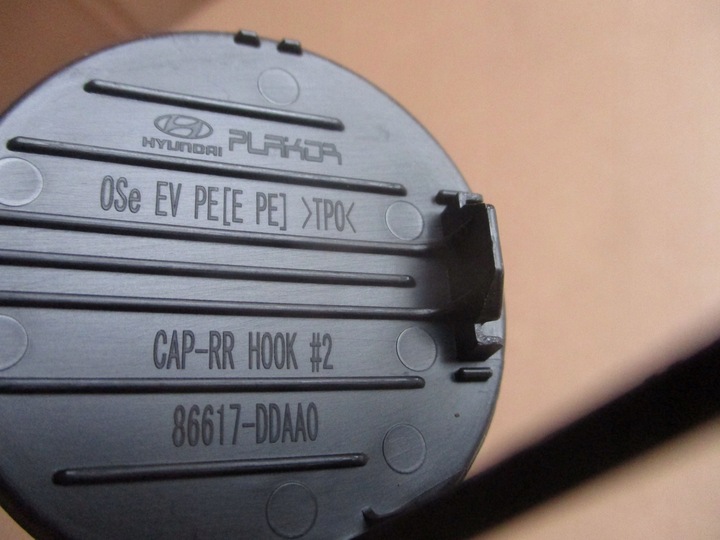 HYUNDAI PLAKOR
OSe EV PE[E PE] >TPO<
CAP-RR HOOK #2
86617-DDAA0